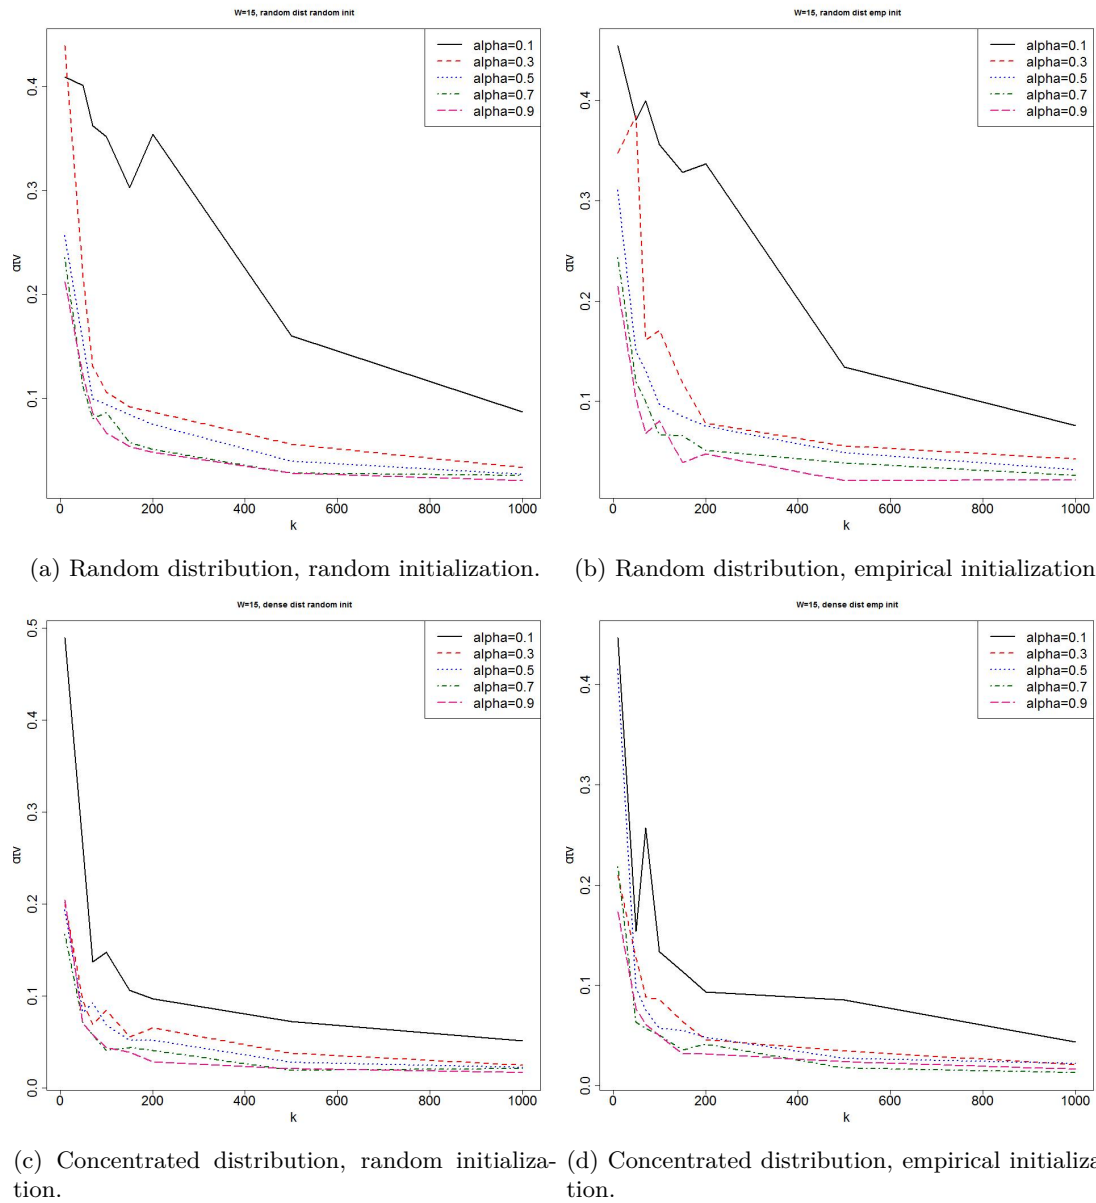 W=15, random dist random init
alpha=0.1
alpha=0.3
alpha=0.5
alpha=0.7
alpha=0.9
dtv
0.1 0.2 0.3 0.4
0 200 400 600 800 1000
k
(a) Random distribution, random initialization.
W=15, random dist emp init
alpha=0.1
alpha=0.3
alpha=0.5
alpha=0.7
alpha=0.9
dtv
0.1 0.2 0.3 0.4
0 200 400 600 800 1000
k
(b) Random distribution, empirical initialization
W=15, dense dist random init
alpha=0.1
alpha=0.3
alpha=0.5
alpha=0.7
alpha=0.9
dtv
0.0 0.1 0.2 0.3 0.4 0.5
0 200 400 600 800 1000
k
(c) Concentrated distribution, random initializa-
tion.
W=15, dense dist emp init
alpha=0.1
alpha=0.3
alpha=0.5
alpha=0.7
alpha=0.9
dtv
0.0 0.1 0.2 0.3 0.4
0 200 400 600 800 1000
k
(d) Concentrated distribution, empirical initializa
tion.